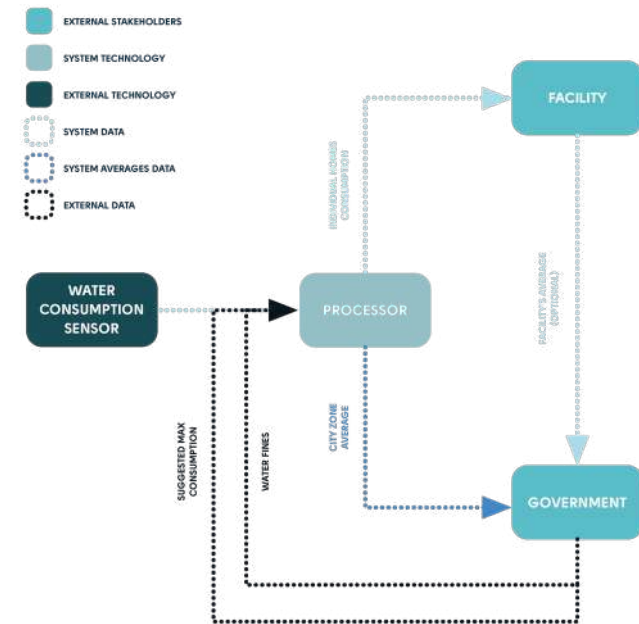 EXTERNAL STAKEHOLDERS
SYSTEM TECHNOLOGY
EXTERNAL TECHNOLOGY
SYSTEM DATA
SYSTEM AVERAGES DATA
EXTERNAL DATA
FACILITY
INDIVIDUAL HOMES
CONSUMPTION
FACILITY'S AVERAGE
(OPTIONAL)
WATER
CONSUMPTION
SENSOR
PROCESSOR
SUGGESTED MAX
CONSUMPTION
WATER FINES
CITY ZONE
AVERAGE
GOVERNMENT